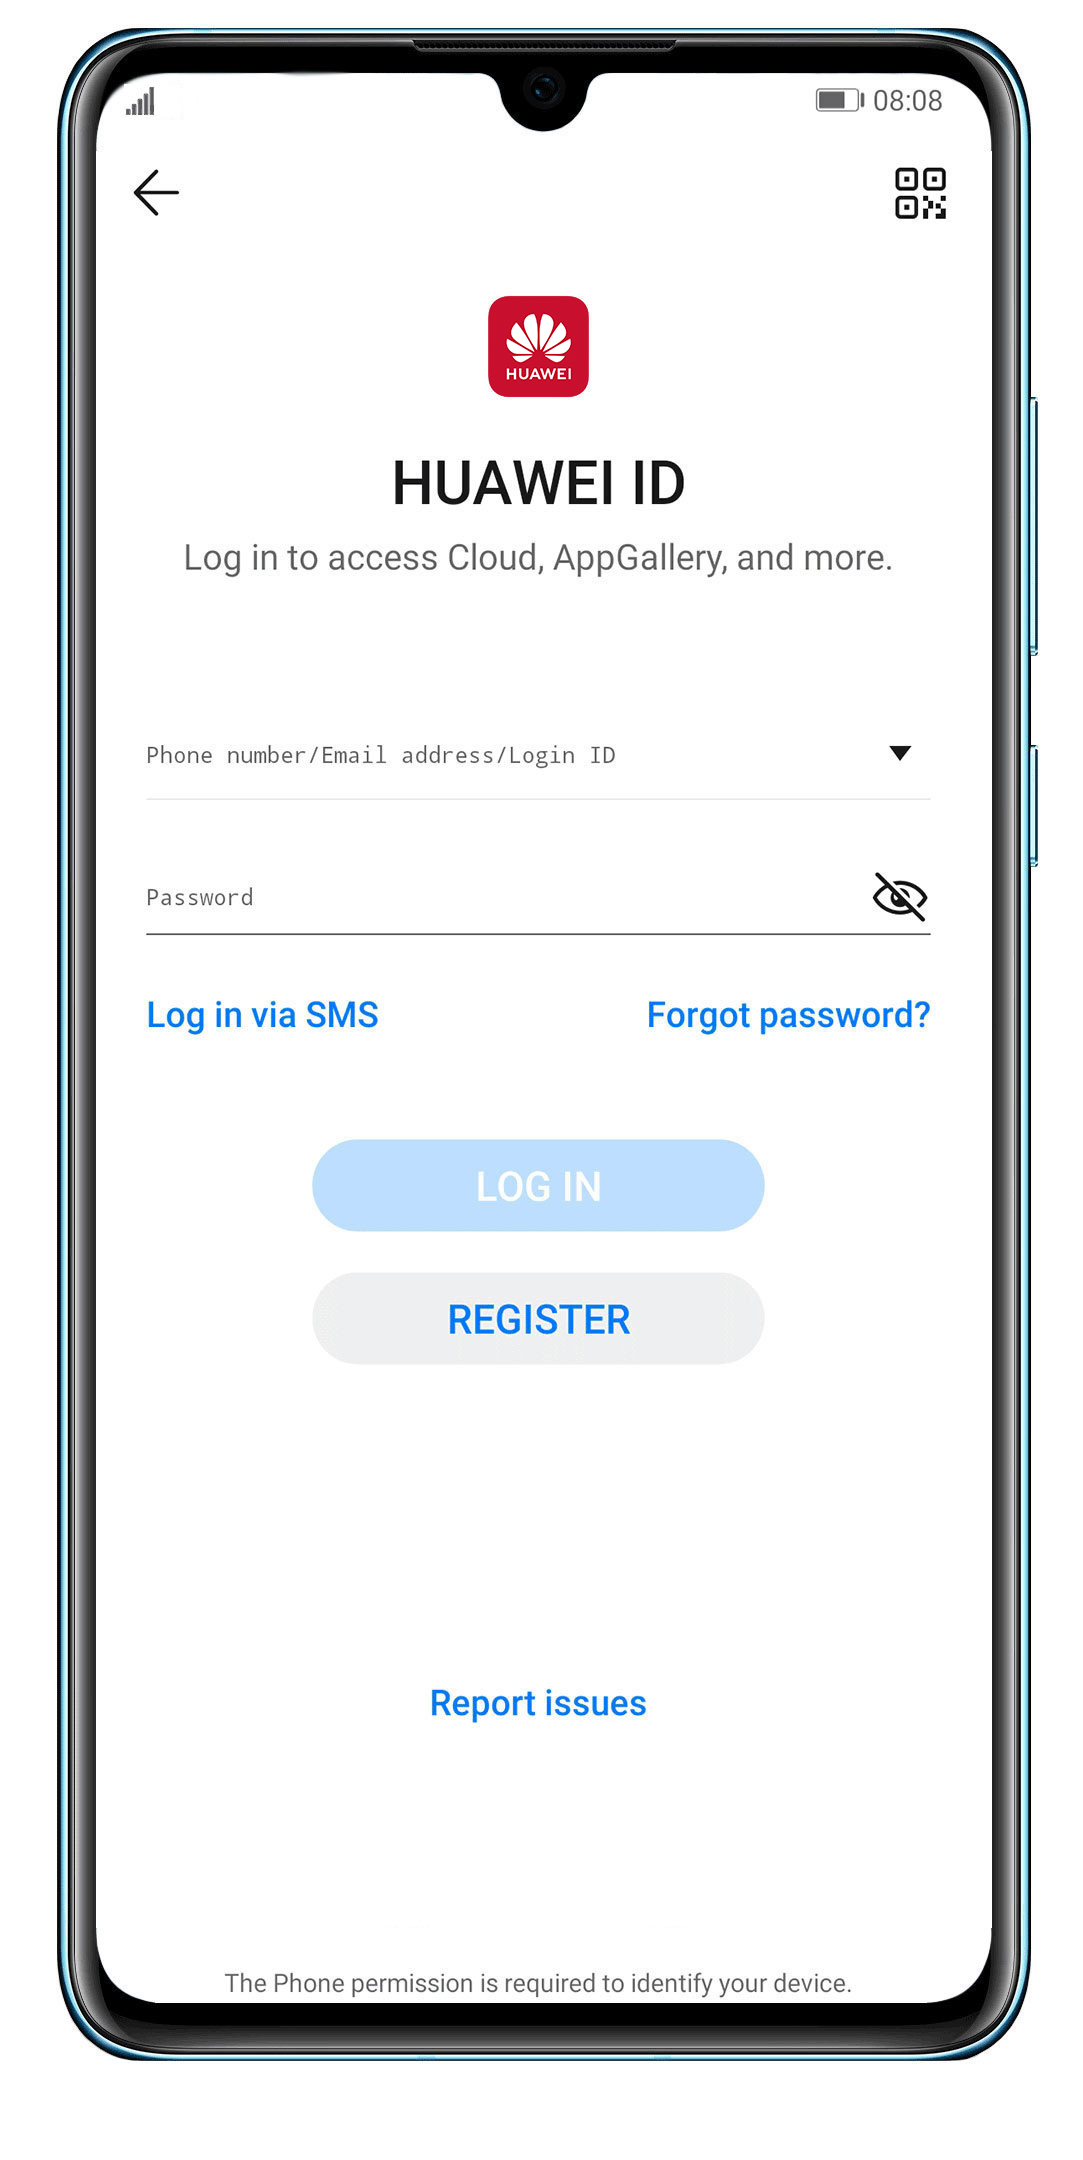 08:08
HUAWEI
HUAWEI ID
Log in to access Cloud, AppGallery, and more.
Phone number/Email address/Login ID
Password
Log in via SMS Forgot password?
LOG IN
REGISTER
Report issues
The Phone permission is required to identify your device.